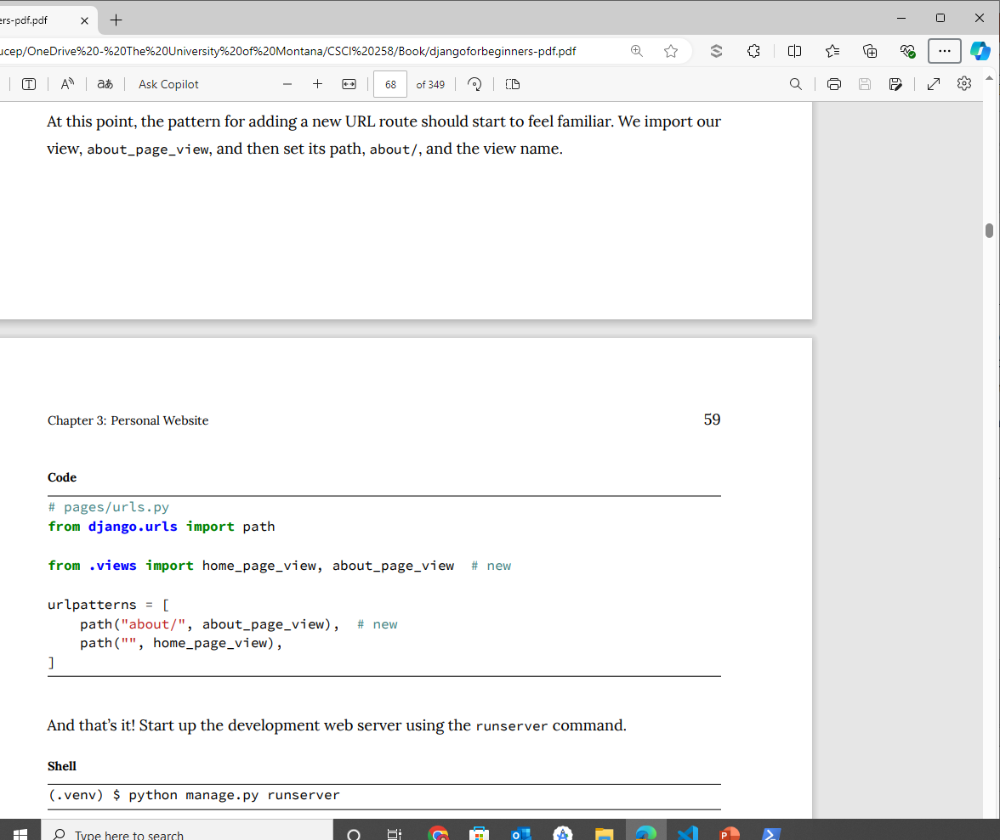 ers-pdf.pdf
ucep/OneDrive%20-%20The%20University%20of%20Montana/CSCI%20258/Book/djangoforbeginners-pdf.pdf
Ask Copilot
68 of 349
At this point, the pattern for adding a new URL route should start to feel familiar. We import our
view, about_page_view, and then set its path, about/, and the view name.
Chapter 3: Personal Website 59
Code
# pages/urls.py
from django.urls import path
from .views import home_page_view, about_page_view # new
urlpatterns = [
    path("about/", about_page_view), # new
    path("", home_page_view),
]
And that’s it! Start up the development web server using the runserver command.
Shell
(.venv) $ python manage.py runserver
Type here to search